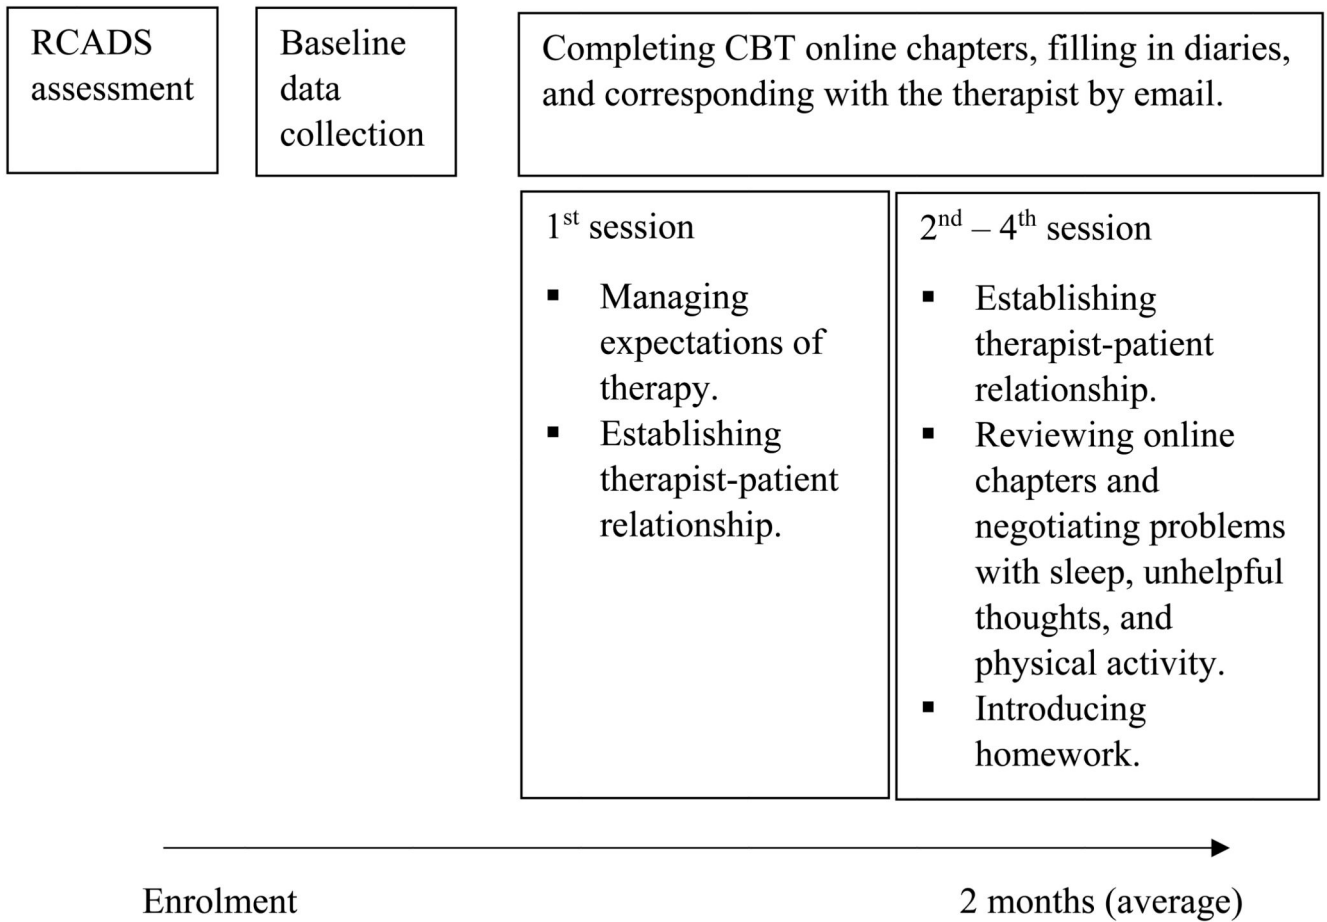 RCADS
assessment
Baseline
data
collection
Completing CBT online chapters, filling in diaries,
and corresponding with the therapist by email.
1st session
▪ Managing
expectations of
therapy.
▪ Establishing
therapist-patient
relationship.
2nd – 4th session
▪ Establishing
therapist-patient
relationship.
▪ Reviewing online
chapters and
negotiating problems
with sleep, unhelpful
thoughts, and
physical activity.
▪ Introducing
homework.
Enrolment
2 months (average)